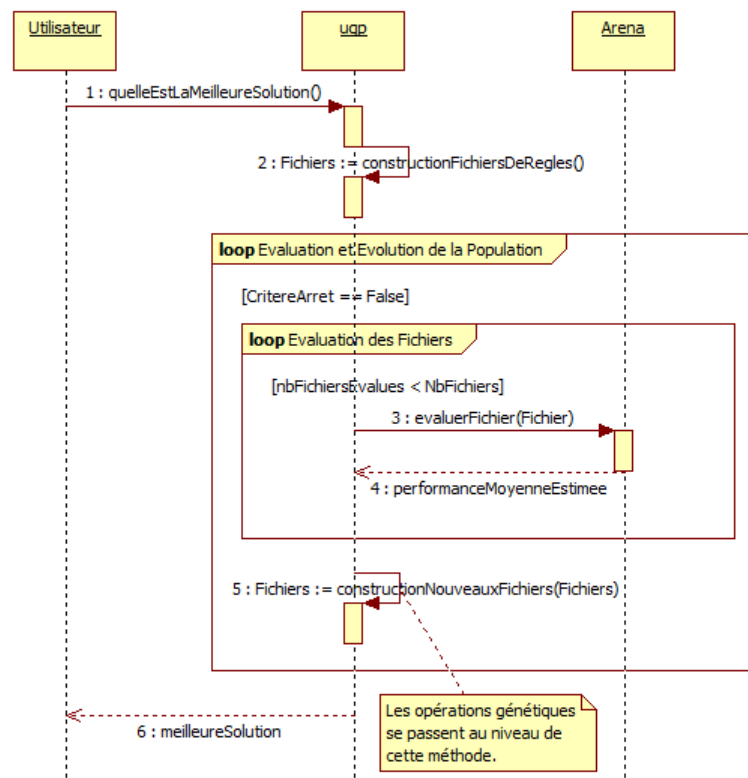 Utilisateur
ugp
Arena
1 : quelleEstLaMeilleureSolution()
2 : Fichiers := constructionFichiersDeRegles()
loop Evaluation et Evolution de la Population
[CritereArret == False]
loop Evaluation des Fichiers
[nbFichiersEvalues < NbFichiers]
3 : evaluerFichier(Fichier)
4 : performanceMoyenneEstimee
5 : Fichiers := constructionNouveauxFichiers(Fichiers)
Les opérations génétiques
se passent au niveau de
cette méthode.
6 : meilleureSolution